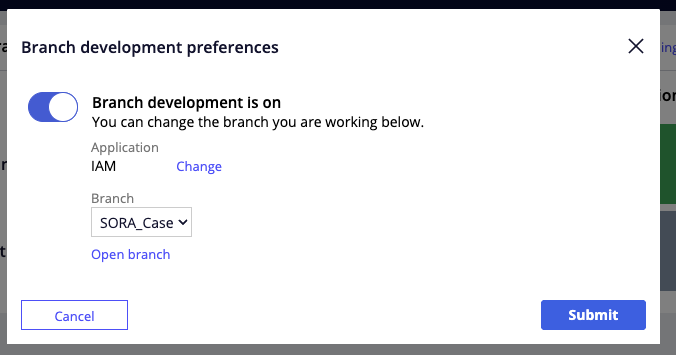 Branch development preferences
Branch development is on
You can change the branch you are working below.
Application
IAM Change
Branch
SORA_Case
Open branch
Cancel Submit